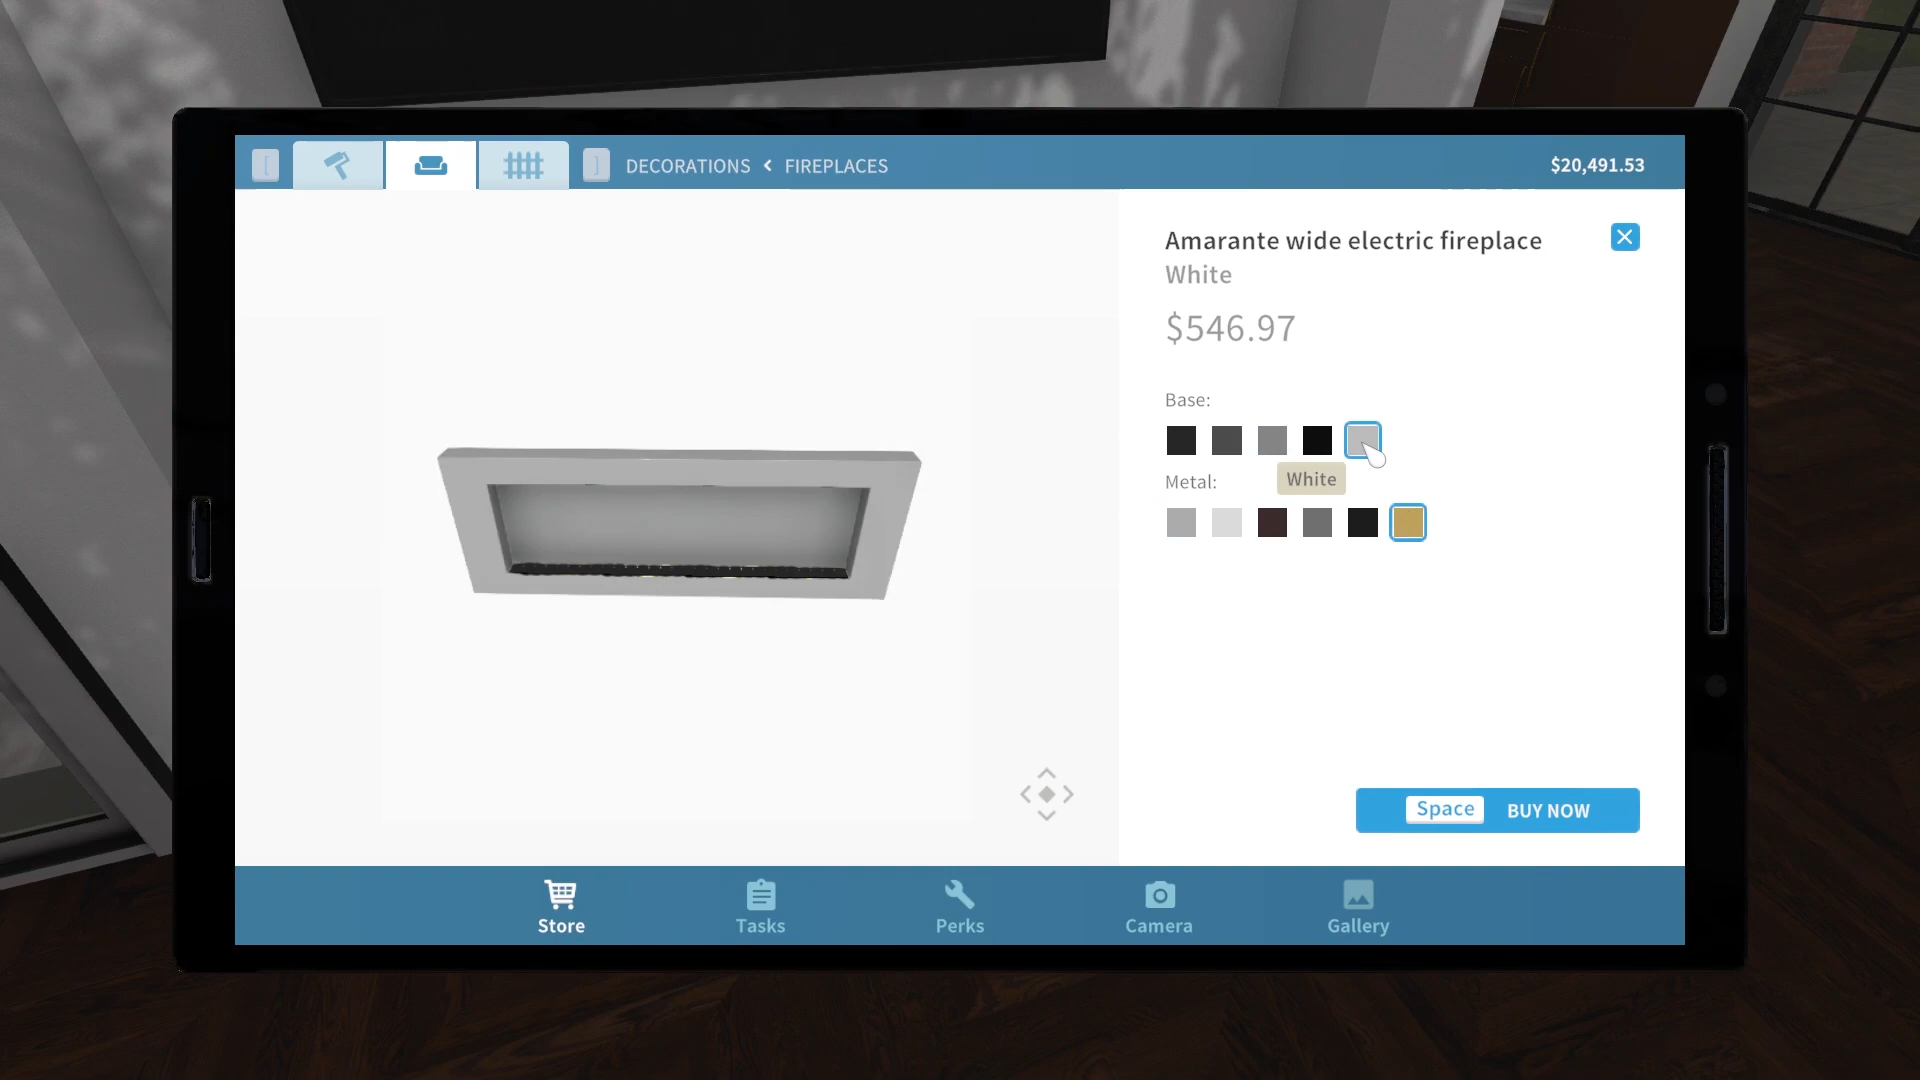 [
]
DECORATIONS < FIREPLACES
$20,491.53
Amarante wide electric fireplace
White
$546.97
Base:
White
Metal:
Space BUY NOW
Store
Tasks
Perks
Camera
Gallery